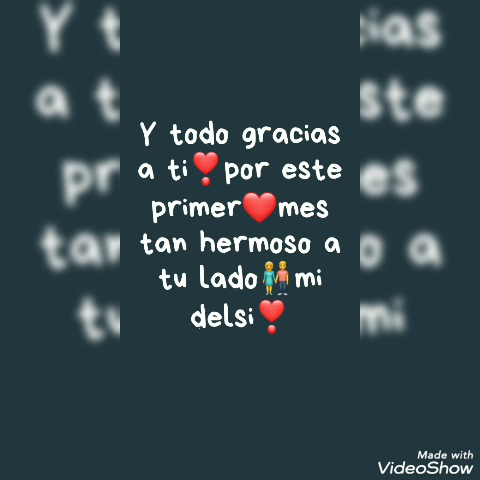 Y todo gracias
a ti❣️por este
primer❤️mes
tan hermoso a
tu lado👫mi
delsi❣️
Made with
VideoShow